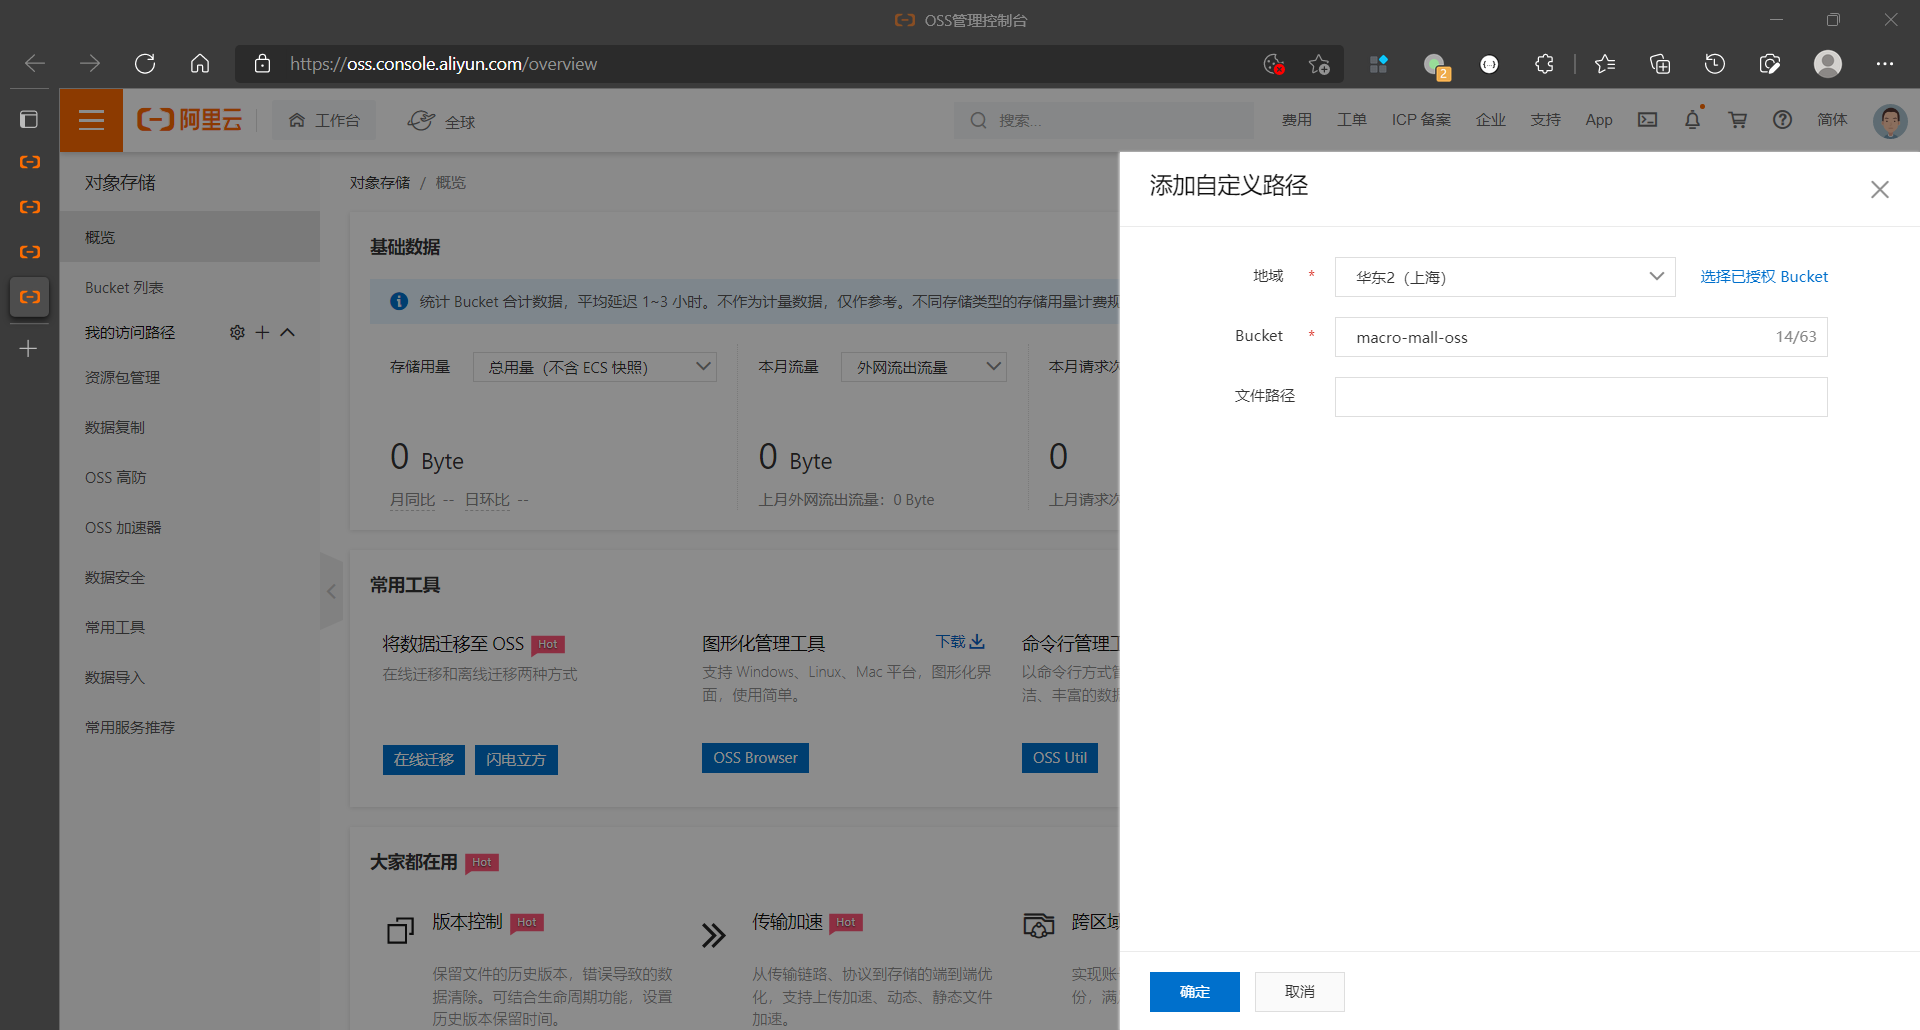 OSS管理控制台
https://oss.console.aliyun.com/overview
2
阿里云
工作台
全球
搜索...
费用
工单
ICP 备案
企业
支持
App
简体
对象存储
概览
Bucket 列表
我的访问路径
资源包管理
数据复制
OSS 高防
OSS 加速器
数据安全
常用工具
数据导入
常用服务推荐
对象存储 / 概览
基础数据
统计 Bucket 合计数据，平均延迟 1~3 小时。不作为计量数据，仅作参考。不同存储类型的存储用量计费规
存储用量
总用量（不含 ECS 快照）
本月流量
外网流出流量
本月请求次
0 Byte
0 Byte
0
月同比 -- 日环比 --
上月外网流出流量：0 Byte
上月请求次
常用工具
将数据迁移至 OSS Hot
在线迁移和离线迁移两种方式
在线迁移
闪电立方
图形化管理工具
下载
支持 Windows、Linux、Mac 平台，图形化界
面，使用简单。
OSS Browser
命令行管理工
以命令行方式管
洁、丰富的数据
OSS Util
大家都在用 Hot
版本控制 Hot
保留文件的历史版本，错误导致的数
据清除。可结合生命周期功能，设置
历史版本保留时间。
传输加速 Hot
从传输链路、协议到存储的端到端优
化，支持上传加速、动态、静态文件
加速。
跨区域
实现账
份，满
添加自定义路径
地域 *
华东2（上海）
选择已授权 Bucket
Bucket *
macro-mall-oss
14/63
文件路径
确定
取消